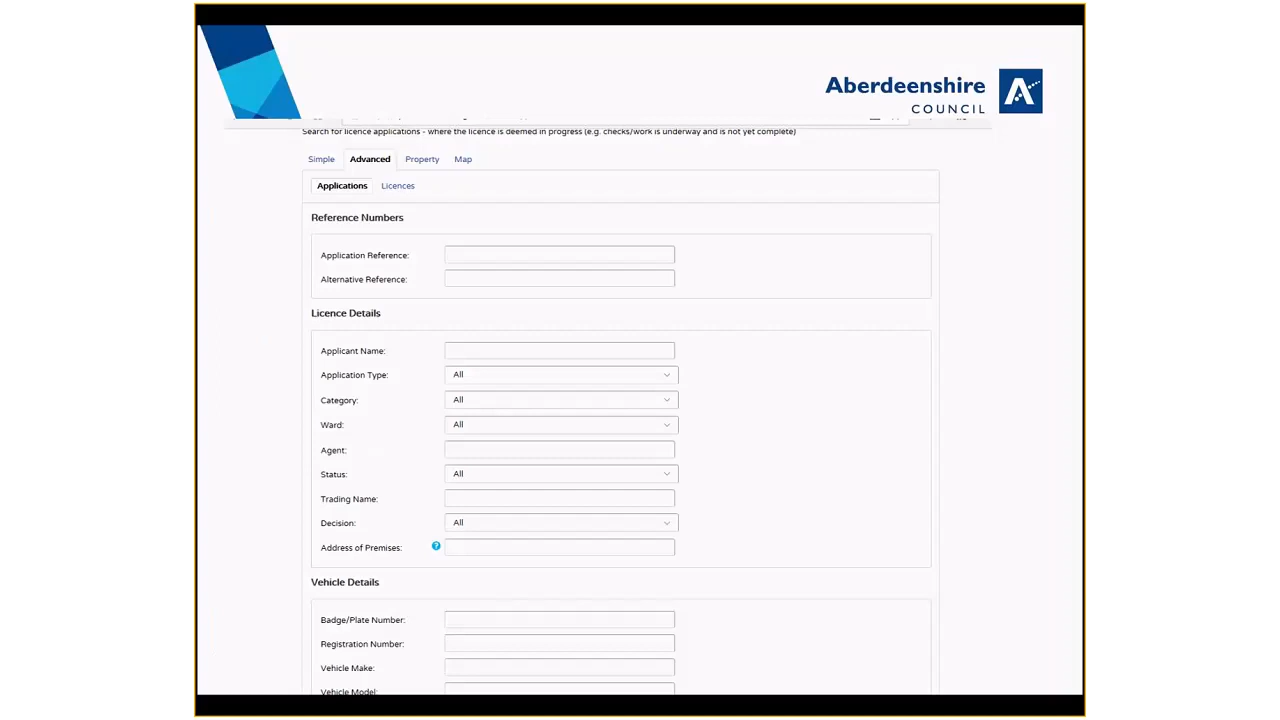 Aberdeenshire
COUNCIL
Search for licence applications - where the licence is deemed in progress (e.g. checks/work is underway and is not yet complete)
Simple Advanced Property Map
Applications Licences
Reference Numbers
Application Reference:
Alternative Reference:
Licence Details
Applicant Name:
Application Type: All
Category: All
Ward: All
Agent:
Status: All
Trading Name:
Decision: All
Address of Premises: ?
Vehicle Details
Badge/Plate Number:
Registration Number:
Vehicle Make:
Vehicle Model: